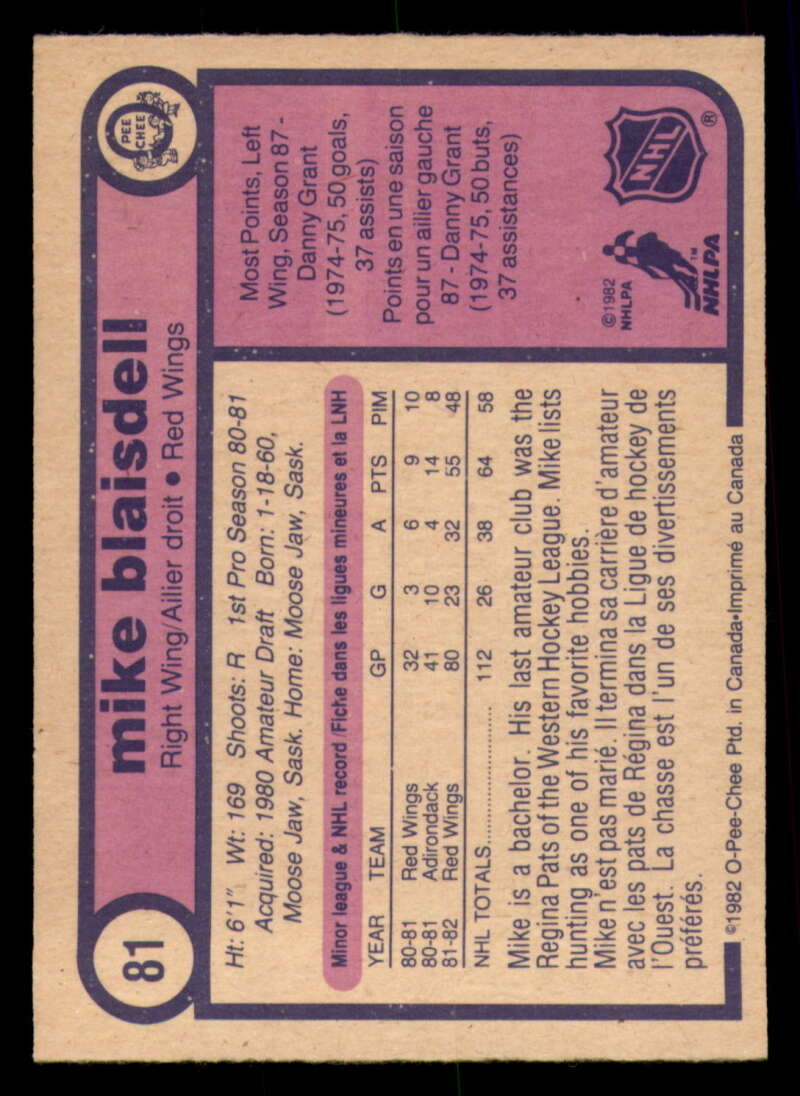 81
mike blaisdell
Right Wing/Ailier droit • Red Wings
O
PEE
CHEE
Ht: 6'1" Wt: 169 Shoots: R 1st Pro Season 80-81
Acquired: 1980 Amateur Draft Born: 1-18-60,
Moose Jaw, Sask. Home: Moose Jaw, Sask.
Minor league & NHL record/Fiche dans les ligues mineures et la LNH
YEAR TEAM GP G A PTS PIM
80-81 Red Wings 32 3 6 9 10
80-81 Adirondack 41 10 4 14 8
81-82 Red Wings 80 23 32 55 48
NHL TOTALS.................... 112 26 38 64 58
Mike is a bachelor. His last amateur club was the
Regina Pats of the Western Hockey League. Mike lists
hunting as one of his favorite hobbies.
Mike n'est pas marié. Il termina sa carrière d'amateur
avec les pats de Régina dans la Ligue de hockey de
l'Ouest. La chasse est l'un de ses divertissements
préférés.
©1982 O-Pee-Chee Ptd. in Canada•Imprimé au Canada
Most Points, Left
Wing, Season 87 -
Danny Grant
(1974-75, 50 goals,
37 assists)
Points en une saison
pour un ailier gauche
87 - Danny Grant
(1974-75, 50 buts,
37 assistances)
©1982
NHLPA
NHLPA™
NHL
®